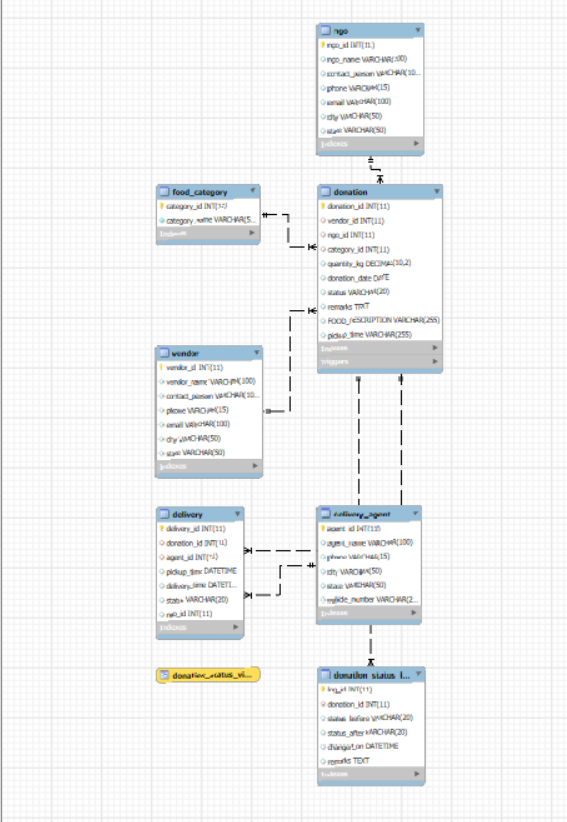 ngo
ngo_id INT(11)
ngo_name VARCHAR(100)
contact_person VARCHAR(10...
phone VARCHAR(15)
email VARCHAR(100)
city VARCHAR(50)
state VARCHAR(50)
Indexes
food_category
category_id INT(11)
category_name VARCHAR(5...
Indexes
donation
donation_id INT(11)
vendor_id INT(11)
ngo_id INT(11)
category_id INT(11)
quantity_kg DECIMAL(10,2)
donation_date DATE
status VARCHAR(20)
remarks TEXT
FOOD_DESCRIPTION VARCHAR(255)
pickup_time VARCHAR(255)
Indexes
Triggers
vendor
vendor_id INT(11)
vendor_name VARCHAR(100)
contact_person VARCHAR(10...
phone VARCHAR(15)
email VARCHAR(100)
city VARCHAR(50)
state VARCHAR(50)
Indexes
delivery
delivery_id INT(11)
donation_id INT(11)
agent_id INT(11)
pickup_time DATETIME
delivery_time DATETI...
status VARCHAR(20)
ngo_id INT(11)
Indexes
delivery_agent
agent_id INT(11)
agent_name VARCHAR(100)
phone VARCHAR(15)
city VARCHAR(50)
state VARCHAR(50)
vehicle_number VARCHAR(2...
Indexes
donation_status_vi...
donation_status_l...
log_id INT(11)
donation_id INT(11)
status_before VARCHAR(20)
status_after VARCHAR(20)
changed_on DATETIME
remarks TEXT
Indexes